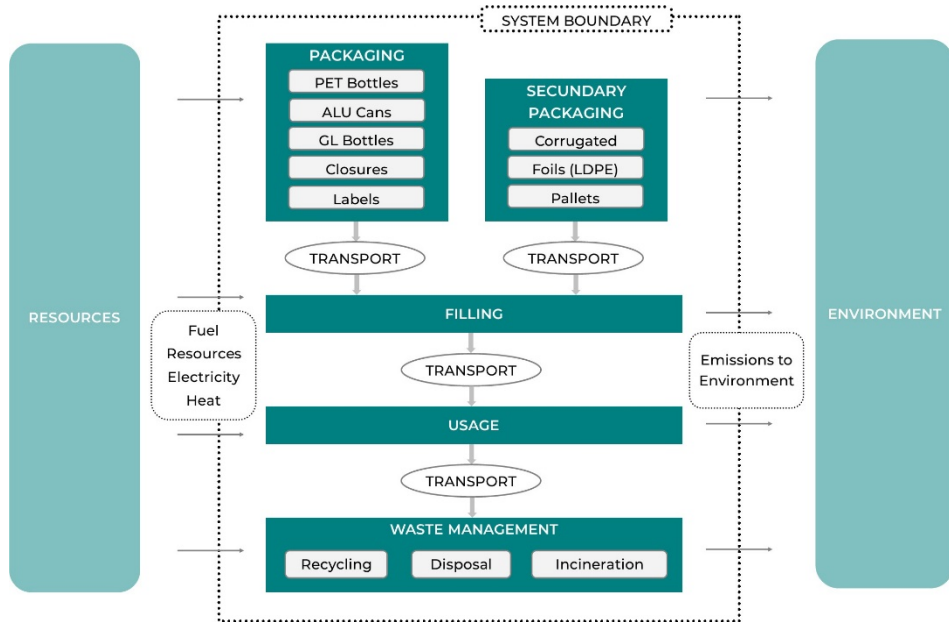 SYSTEM BOUNDARY
PACKAGING
PET Bottles
ALU Cans
GL Bottles
Closures
Labels
SECUNDARY
PACKAGING
Corrugated
Foils (LDPE)
Pallets
TRANSPORT
TRANSPORT
RESOURCES
FILLING
ENVIRONMENT
Fuel
Resources
Electricity
Heat
Emissions to
Environment
TRANSPORT
USAGE
TRANSPORT
WASTE MANAGEMENT
Recycling
Disposal
Incineration